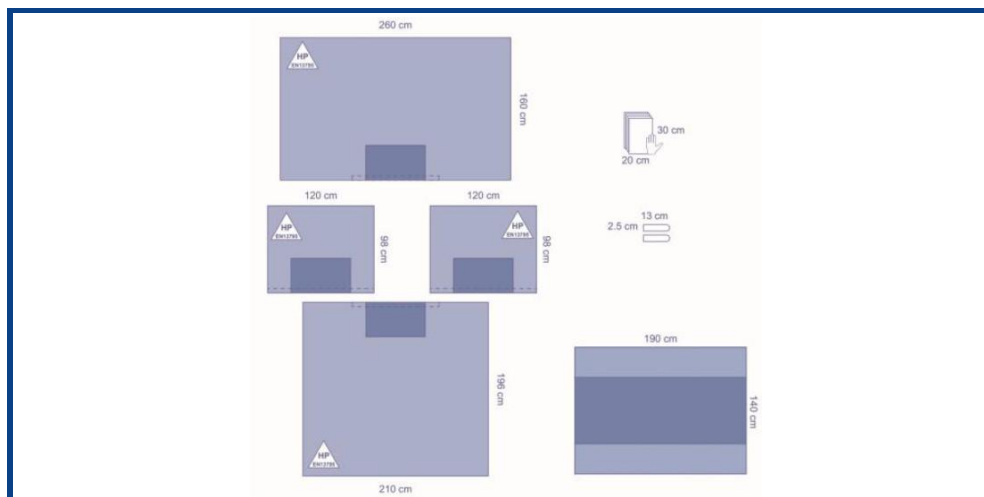 260 cm
HP
EN13795
160 cm
30 cm
20 cm
120 cm
120 cm
HP
EN13795
98 cm
HP
EN13795
98 cm
13 cm
2.5 cm
190 cm
196 cm
140 cm
HP
EN13795
210 cm